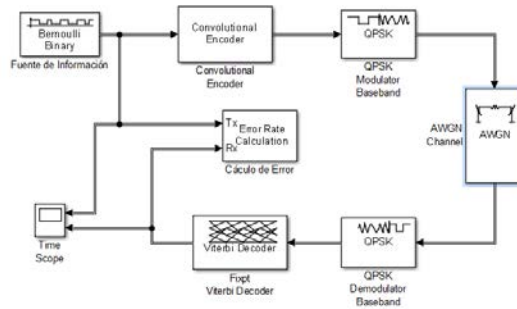 Bernoulli
Binary
Fuente de Información
Convolutional
Encoder
Convolutional
Encoder
QPSK
QPSK
Modulator
Baseband
AWGN
Channel
AWGN
Tx
Rx
Error Rate
Calculation
Cáculo de Error
Time
Scope
Viterbi Decoder
Fixpt
Viterbi Decoder
QPSK
QPSK
Demodulator
Baseband